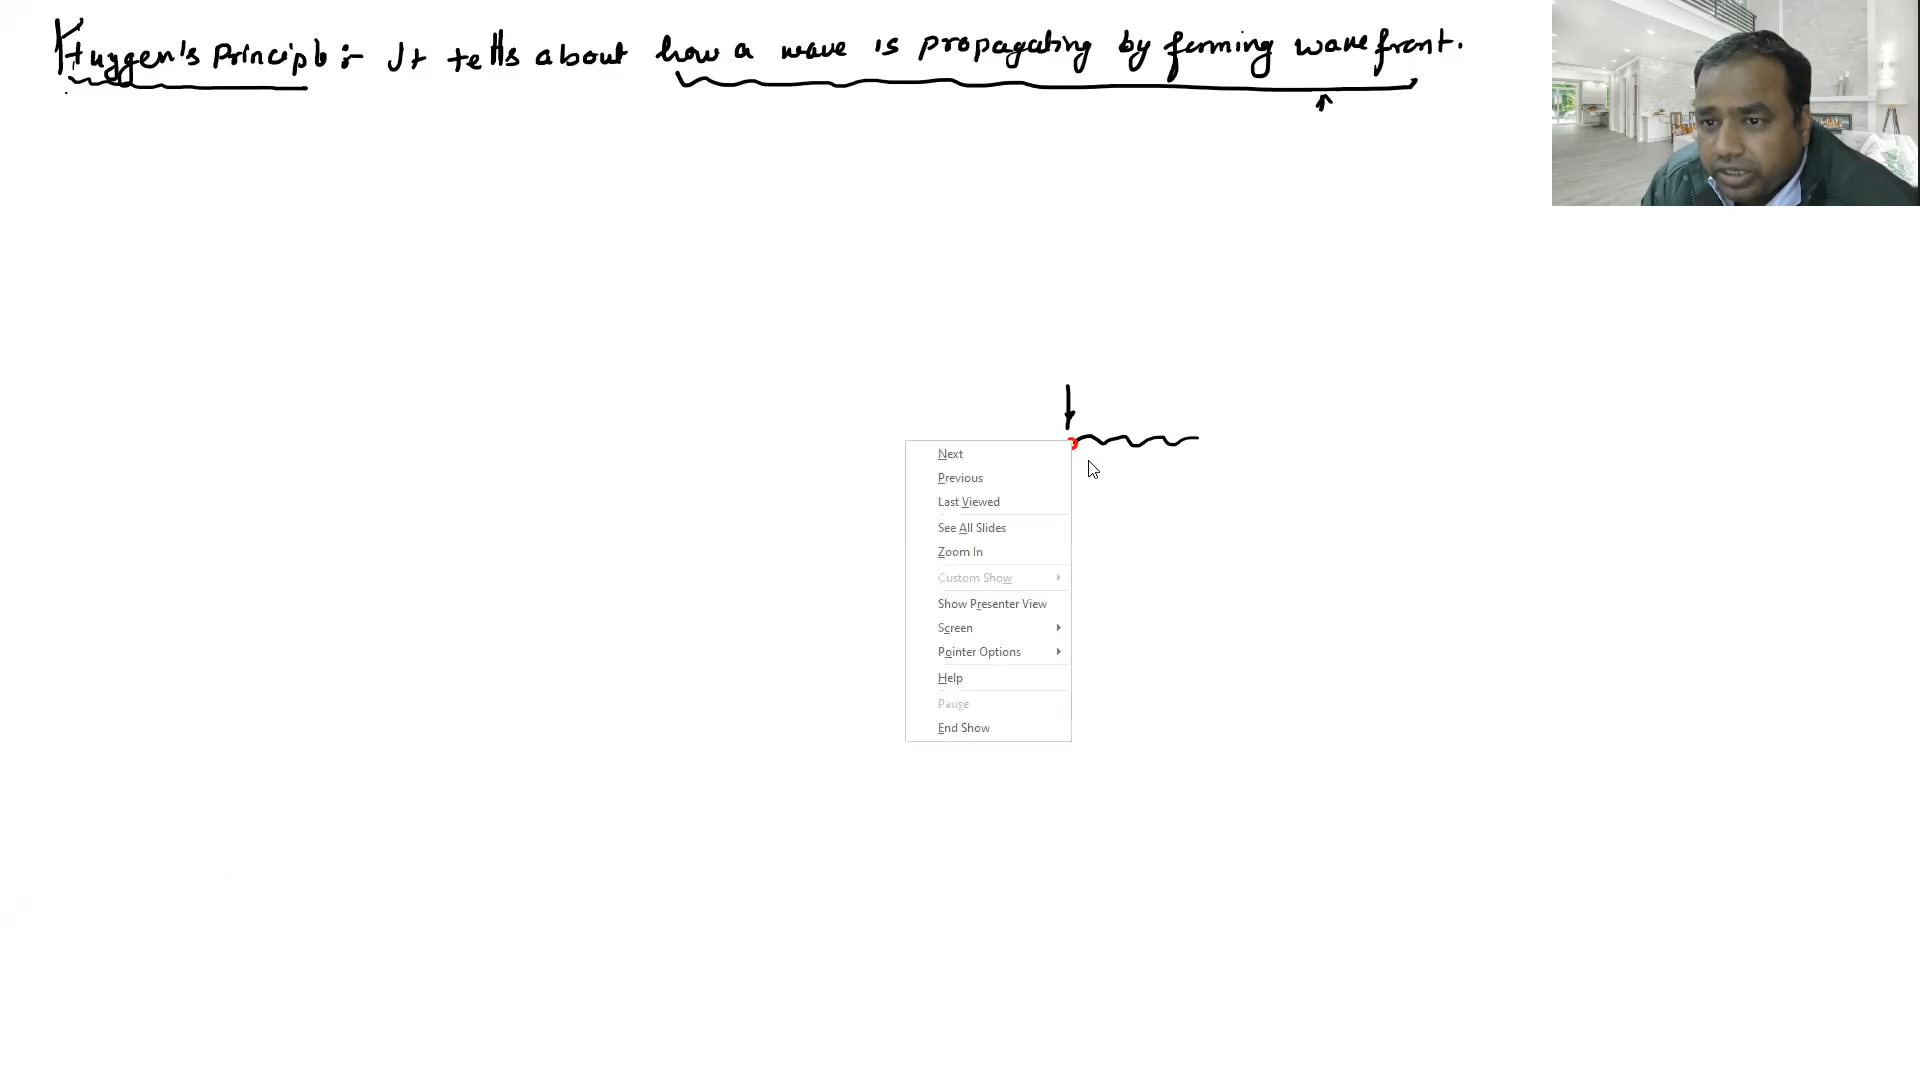 Huygen's Principle :- It tells about how a wave is propagating by forming wavefront.
Next
Previous
Last Viewed
See All Slides
Zoom In
Custom Show
Show Presenter View
Screen
Pointer Options
Help
Pause
End Show